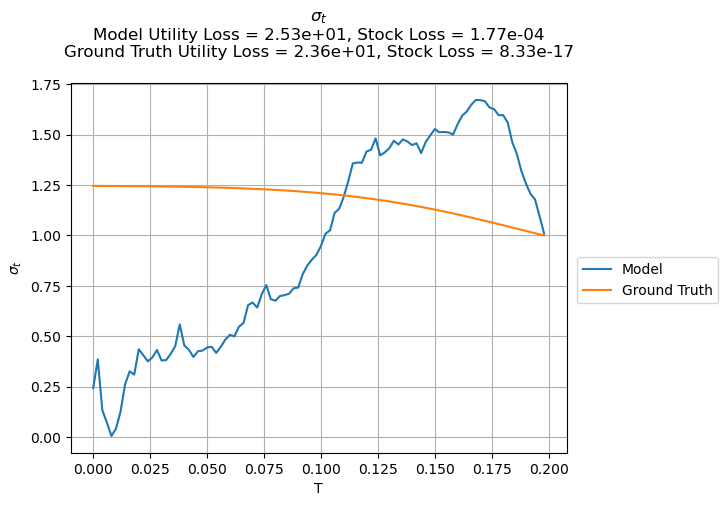 σt
Model Utility Loss = 2.53e+01, Stock Loss = 1.77e-04
Ground Truth Utility Loss = 2.36e+01, Stock Loss = 8.33e-17
1.75
1.50
1.25
1.00
0.75
0.50
0.25
0.00
σt
Model
Ground Truth
0.000 0.025 0.050 0.075 0.100 0.125 0.150 0.175 0.200
T